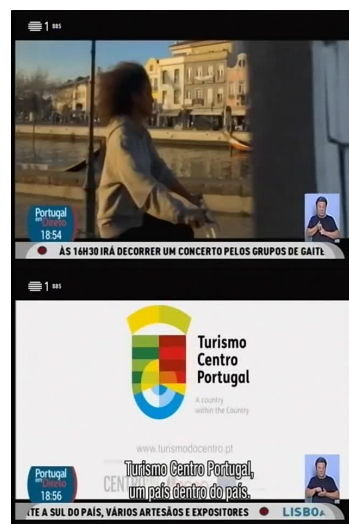 1
Portugal
em Direto
18:54
ÀS 16H30 IRÁ DECORRER UM CONCERTO PELOS GRUPOS DE GAITE
1
Turismo
Centro
Portugal
A country
within the Country
www.turismodocentro.pt
CENTRO
Turismo Centro Portugal,
um país dentro do país.
Portugal
em Direto
18:56
TE A SUL DO PAÍS, VÁRIOS ARTESÃOS E EXPOSITORES
LISBOA